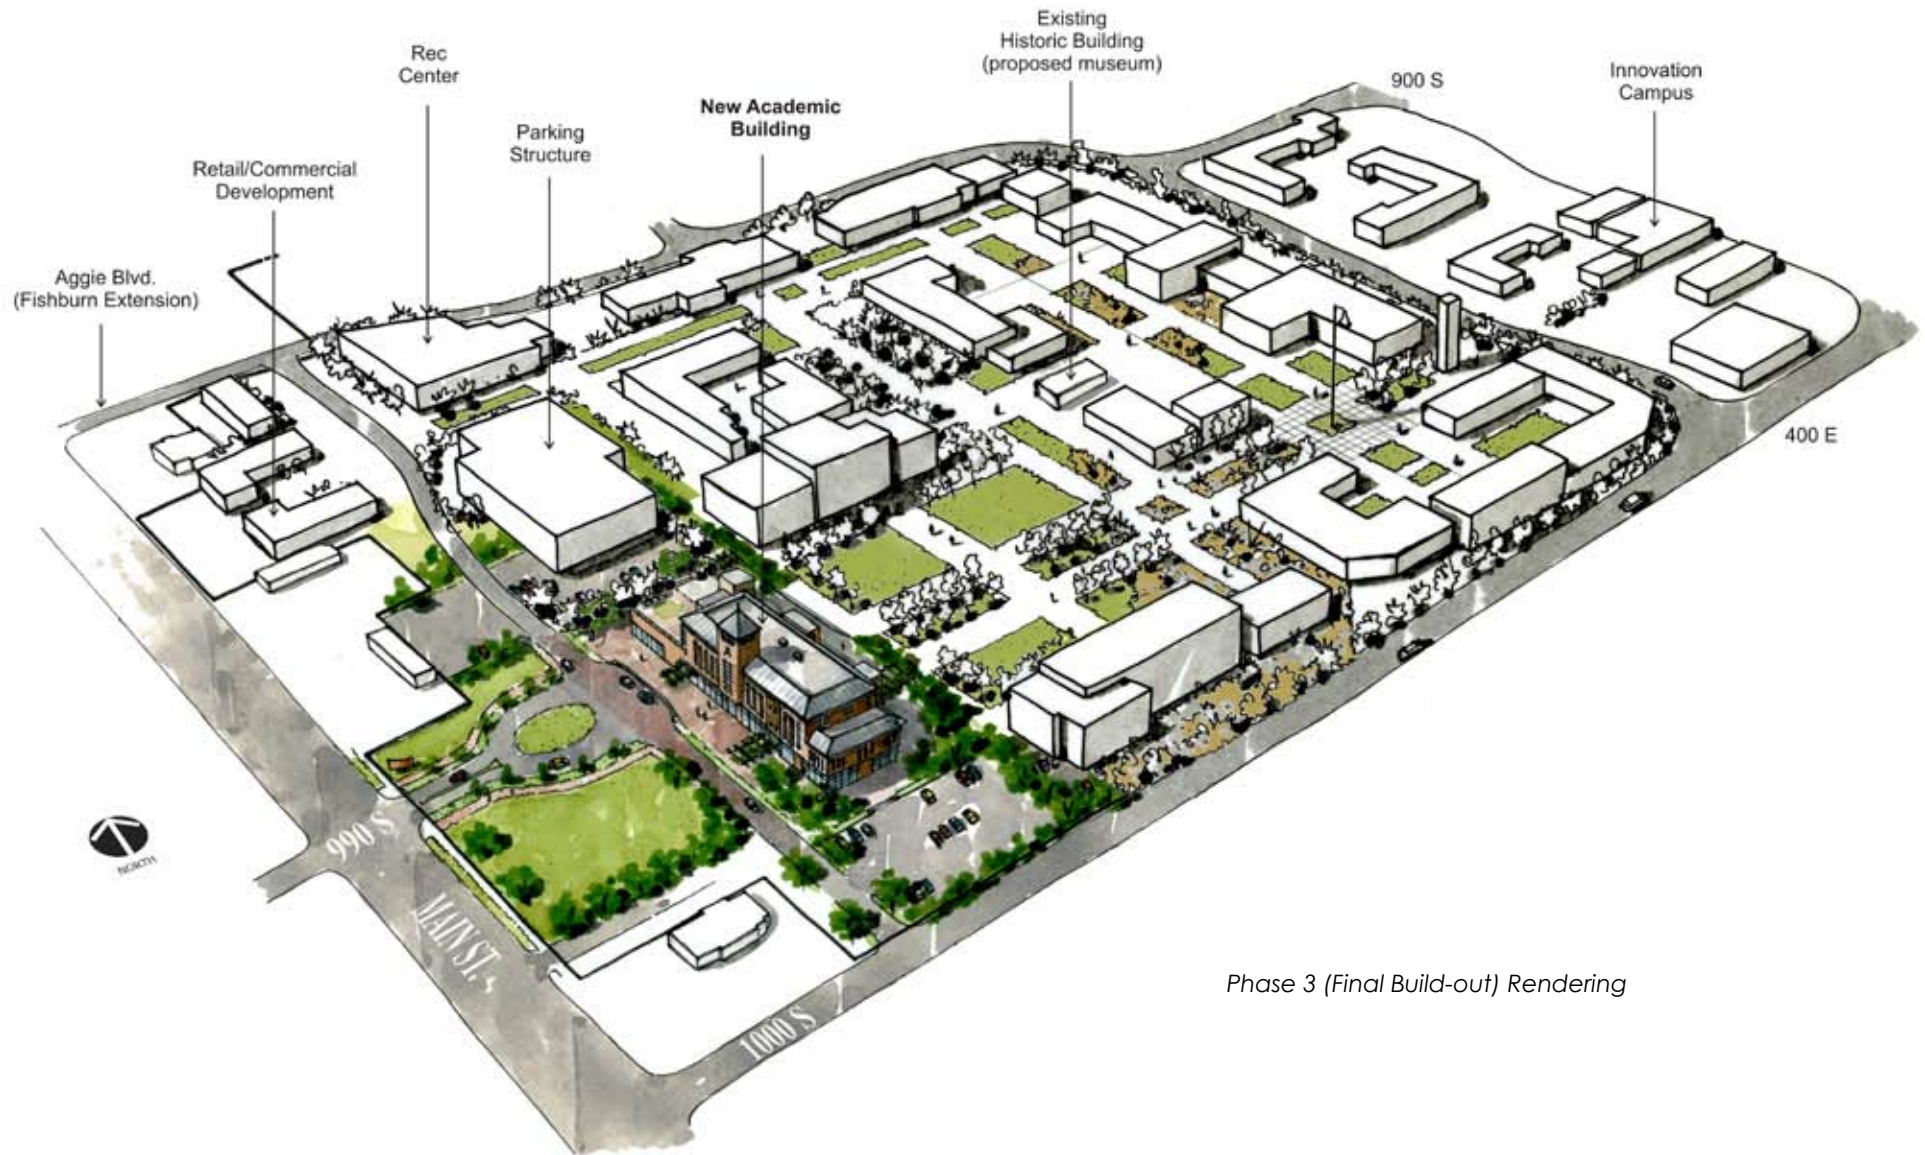 Existing
Historic Building
(proposed museum)
Rec
Center
900 S
Innovation
Campus
New Academic
Building
Parking
Structure
Retail/Commercial
Development
Aggie Blvd.
(Fishburn Extension)
400 E
990 S
NORTH
MAIN ST.
1000 S
Phase 3 (Final Build-out) Rendering